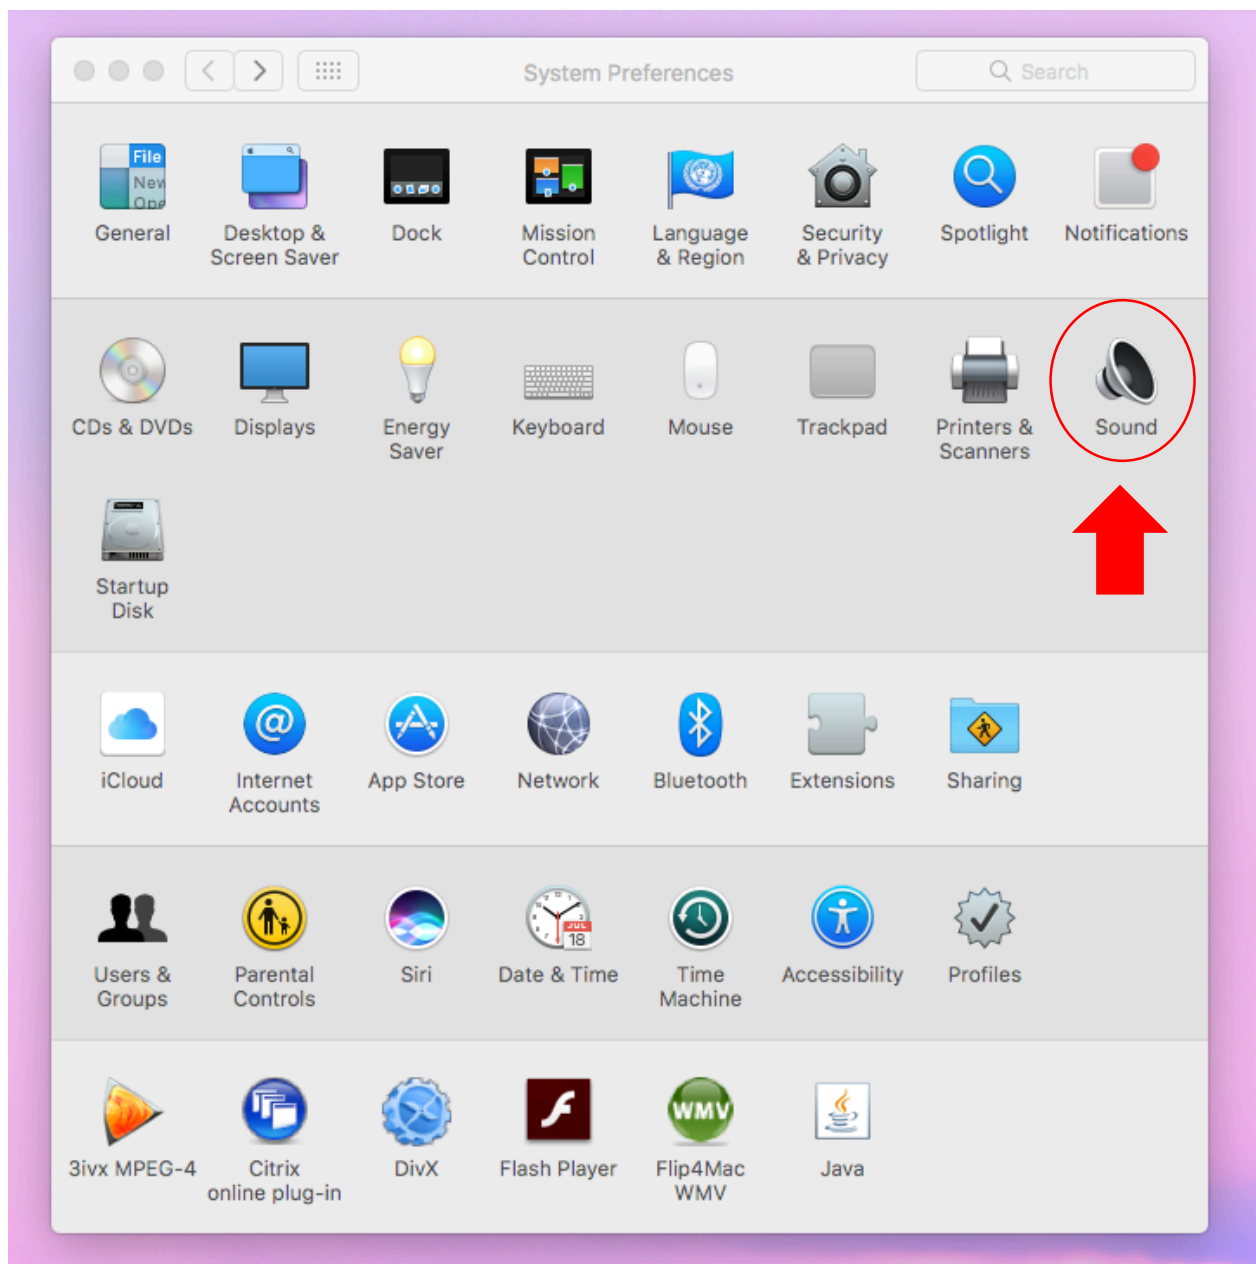 System Preferences
Search
File
New
Ope
General
Desktop &
Screen Saver
Dock
Mission
Control
Language
& Region
Security
& Privacy
Spotlight
Notifications
CDs & DVDs
Displays
Energy
Saver
Keyboard
Mouse
Trackpad
Printers &
Scanners
Sound
Startup
Disk
iCloud
@
Internet
Accounts
App Store
Network
Bluetooth
Extensions
Sharing
Users &
Groups
Parental
Controls
Siri
JUL
18
Date & Time
Time
Machine
Accessibility
Profiles
3ivx MPEG-4
Citrix
online plug-in
DivX
Flash Player
WMV
Flip4Mac
WMV
Java